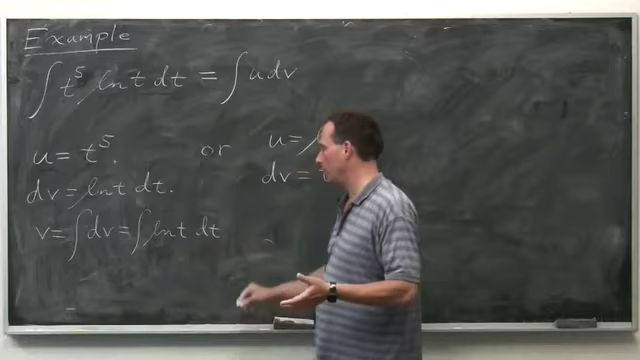 Example
∫ t⁵ ln t dt = ∫ u dv
u = t⁵. or u =
dv = ln t dt. dv =
v = ∫ dv = ∫ ln t dt